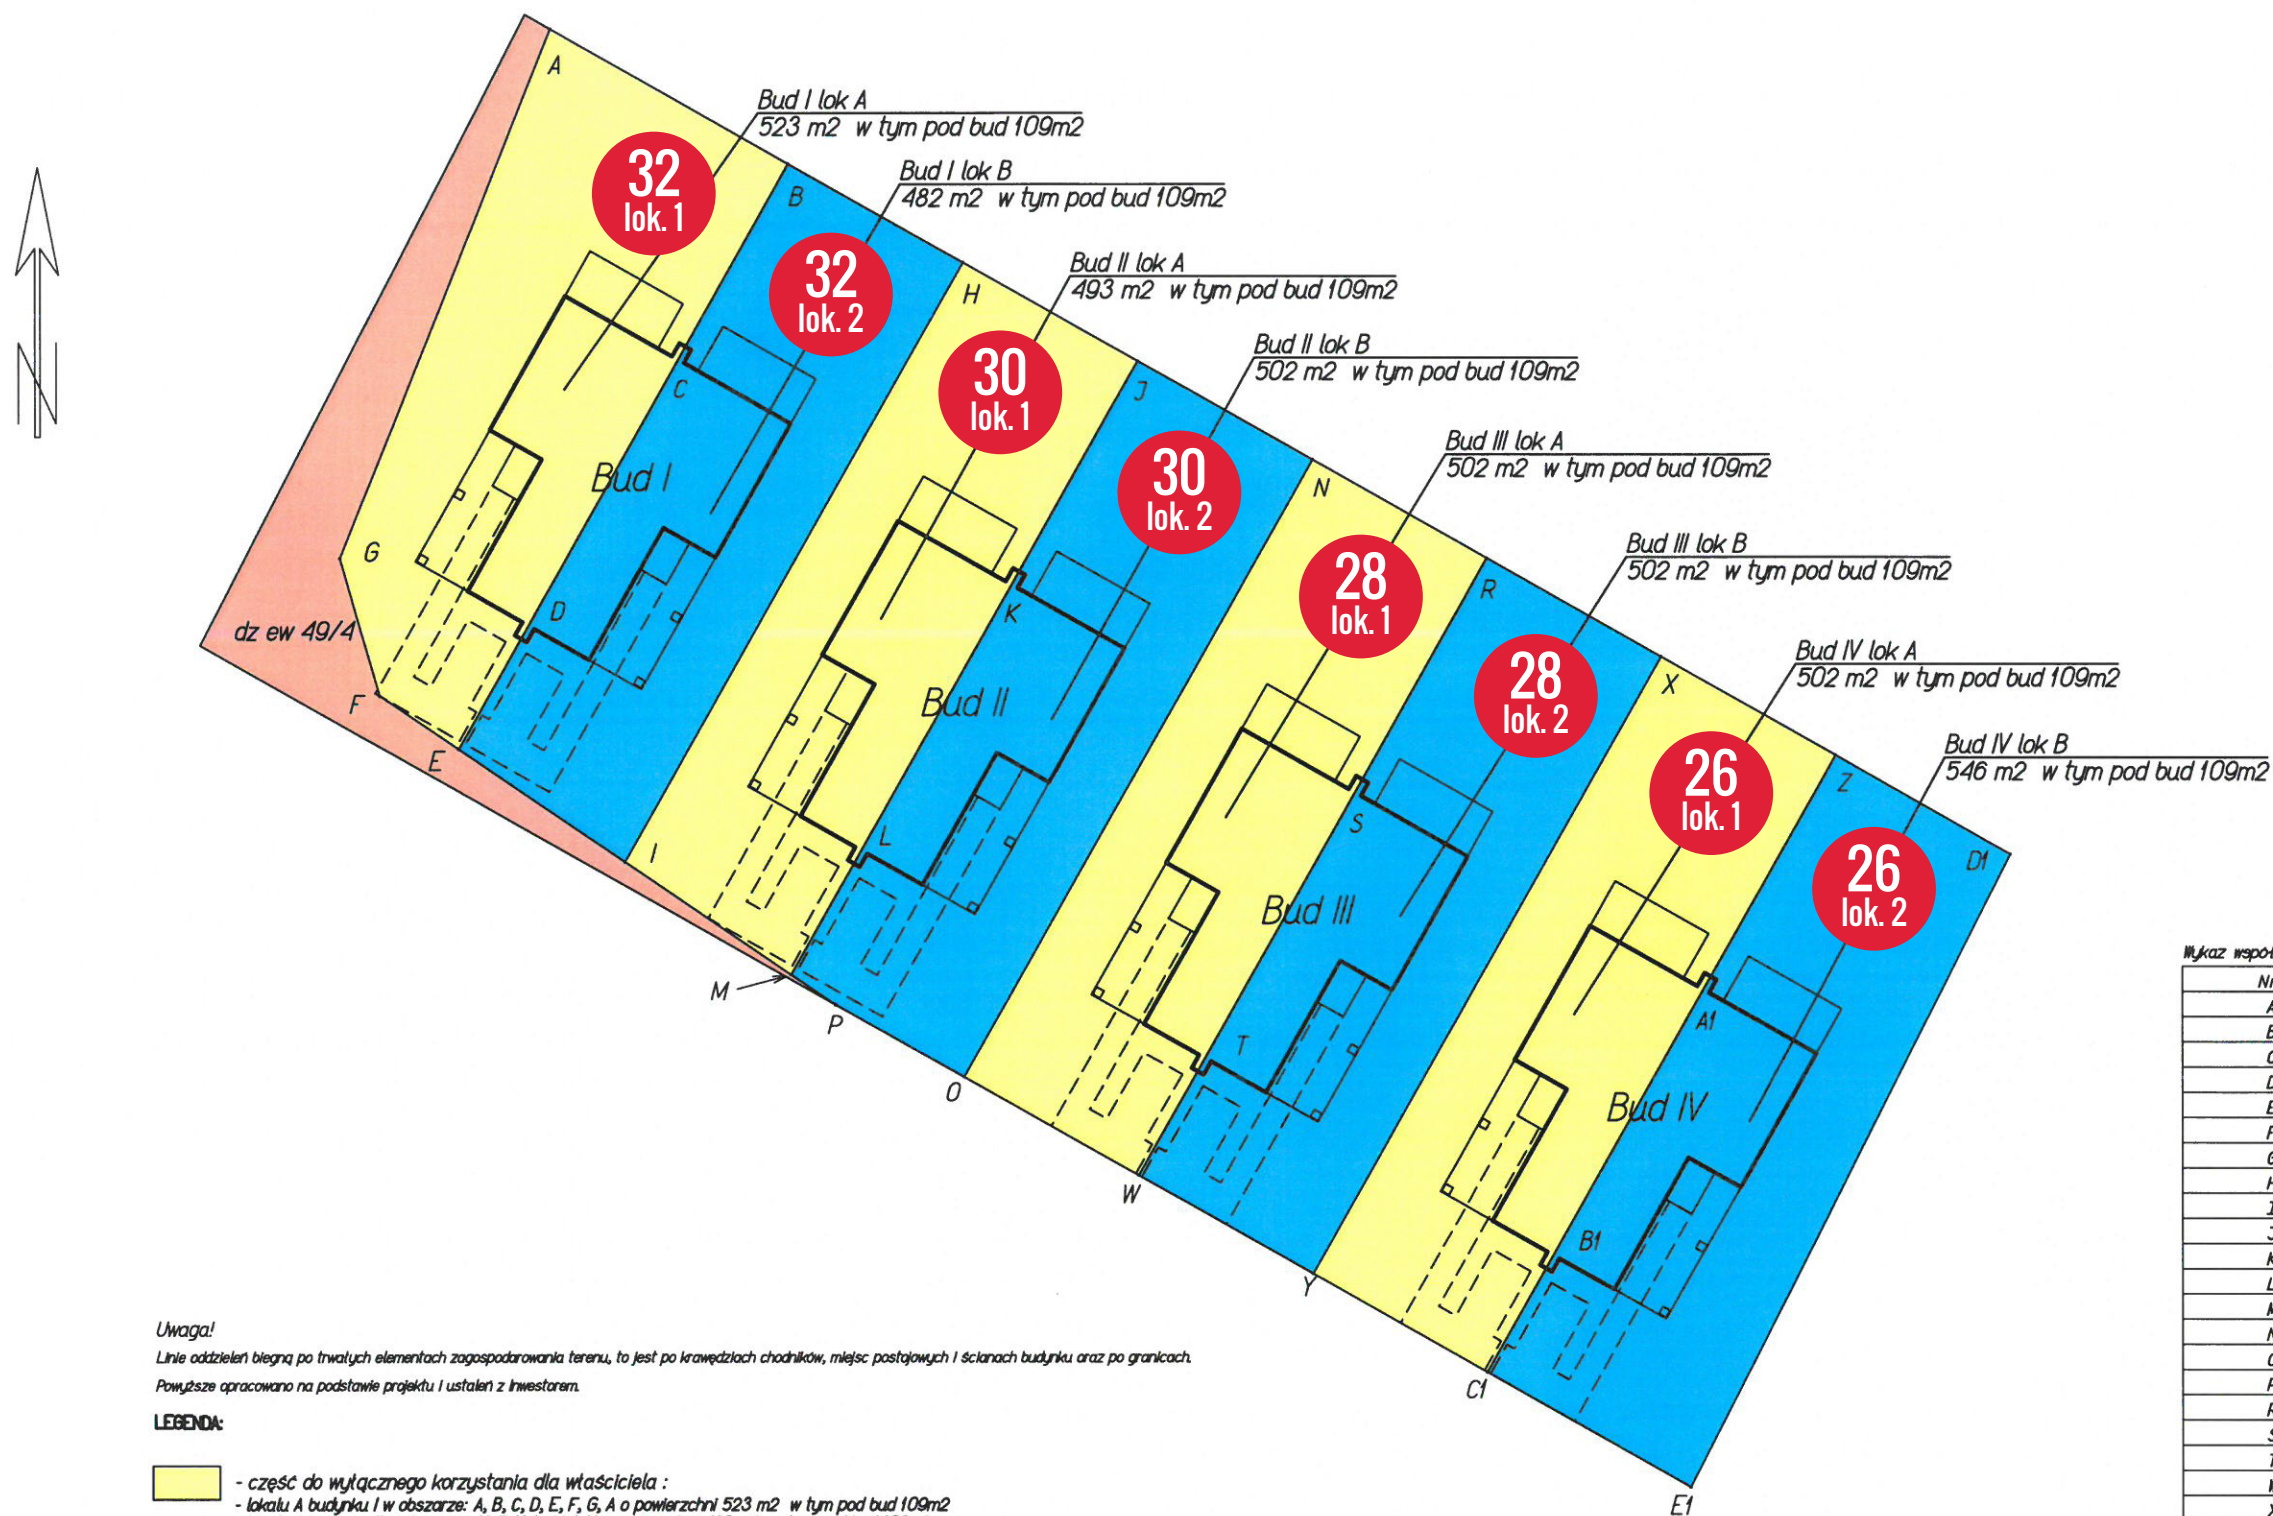 A
Bud I lok A
523 m2 w tym pod bud 109m2
32
lok. 1
Bud I lok B
482 m2 w tym pod bud 109m2
B
32
lok. 2
Bud II lok A
493 m2 w tym pod bud 109m2
H
30
lok. 1
Bud II lok B
502 m2 w tym pod bud 109m2
J
30
lok. 2
Bud III lok A
502 m2 w tym pod bud 109m2
N
28
lok. 1
Bud III lok B
502 m2 w tym pod bud 109m2
R
28
lok. 2
Bud IV lok A
502 m2 w tym pod bud 109m2
X
26
lok. 1
Bud IV lok B
546 m2 w tym pod bud 109m2
Z
26
lok. 2
D1
N
C
Bud I
G
D
dz ew 49/4
F
E
K
Bud II
I
L
M
P
O
S
Bud III
T
W
A1
Bud IV
B1
Y
C1
E1
Uwaga!
Linie oddzieleń biegną po trwałych elementach zagospodarowania terenu, to jest po krawędziach chodników, miejsc postojowych i ścianach budynku oraz po granicach.
Powyższe opracowano na podstawie projektu i ustaleń z Inwestorem.
LEGENDA:
- część do wyłącznego korzystania dla właściciela :
- lokalu A budynku I w obszarze: A, B, C, D, E, F, G, A o powierzchni 523 m2 w tym pod bud 109m2
Wykaz